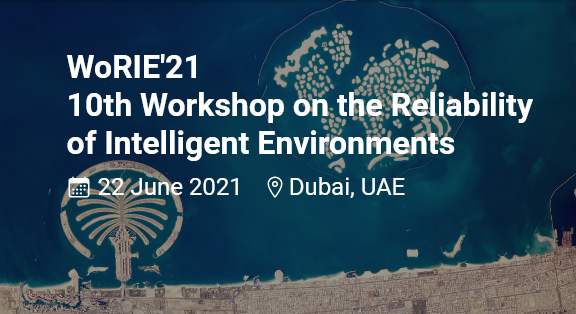 WoRIE'21
10th Workshop on the Reliability
of Intelligent Environments
22 June 2021 Dubai, UAE